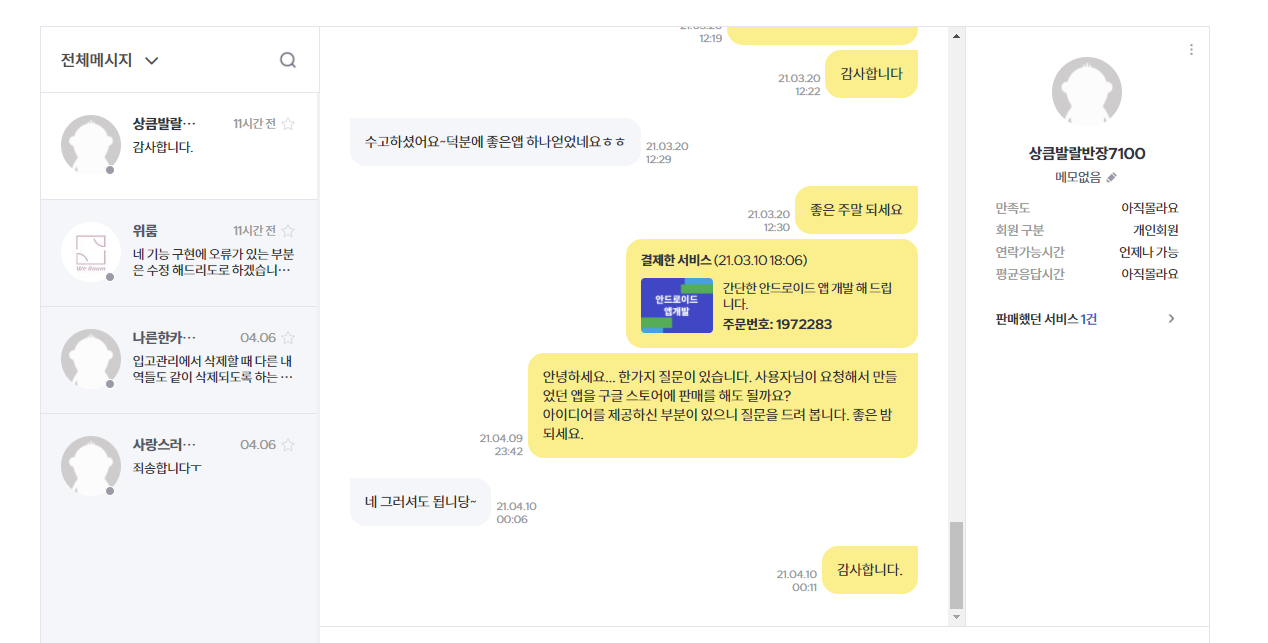 전체메시지
상큼발랄…
11시간 전
감사합니다.
위룸
11시간 전
네 기능 구현에 오류가 있는 부분
은 수정 해드리도로 하겠습니…
We Room
나른한카…
04.06
입고관리에서 삭제할 때 다른 내
역들도 같이 삭제되도록 하는 …
사랑스러…
04.06
죄송합니다ㅜ
21.03.20
12:19
감사합니다
21.03.20
12:22
수고하셨어요~덕분에 좋은앱 하나얻었네요ㅎㅎ
21.03.20
12:29
좋은 주말 되세요
21.03.20
12:30
결제한 서비스 (21.03.10 18:06)
안드로이드
앱개발
간단한 안드로이드 앱 개발 해 드립
니다.
주문번호: 1972283
안녕하세요... 한가지 질문이 있습니다. 사용자님이 요청해서 만들
었던 앱을 구글 스토어에 판매를 해도 될까요?
아이디어를 제공하신 부분이 있으니 질문을 드려 봅니다. 좋은 밤
되세요.
21.04.09
23:42
네 그러셔도 됩니당~
21.04.10
00:06
감사합니다.
21.04.10
00:11
상큼발랄반장7100
메모없음
만족도 아직몰라요
회원 구분 개인회원
연락가능시간 언제나 가능
평균응답시간 아직몰라요
판매했던 서비스 1건